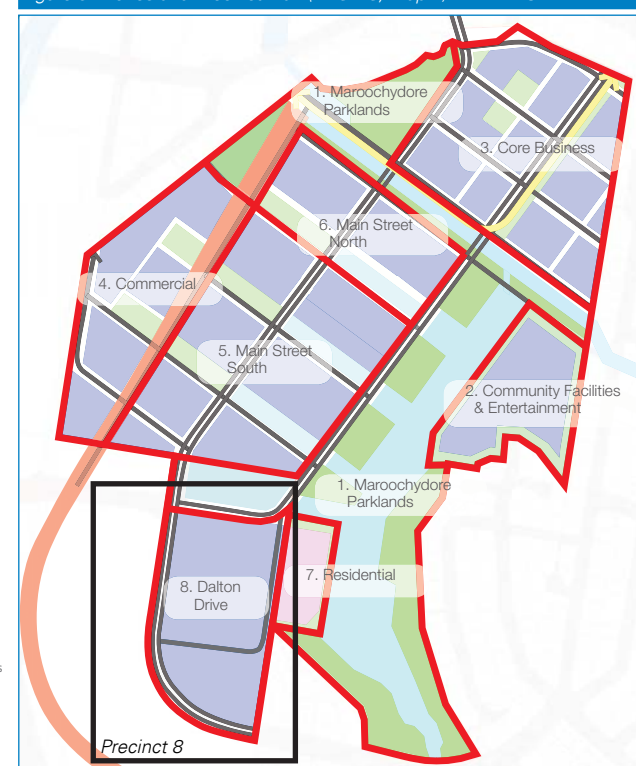 1. Maroochydore
Parklands
3. Core Business
6. Main Street
North
4. Commercial
5. Main Street
South
2. Community Facilities
& Entertainment
1. Maroochydore
Parklands
7. Residential
8. Dalton
Drive
Precinct 8